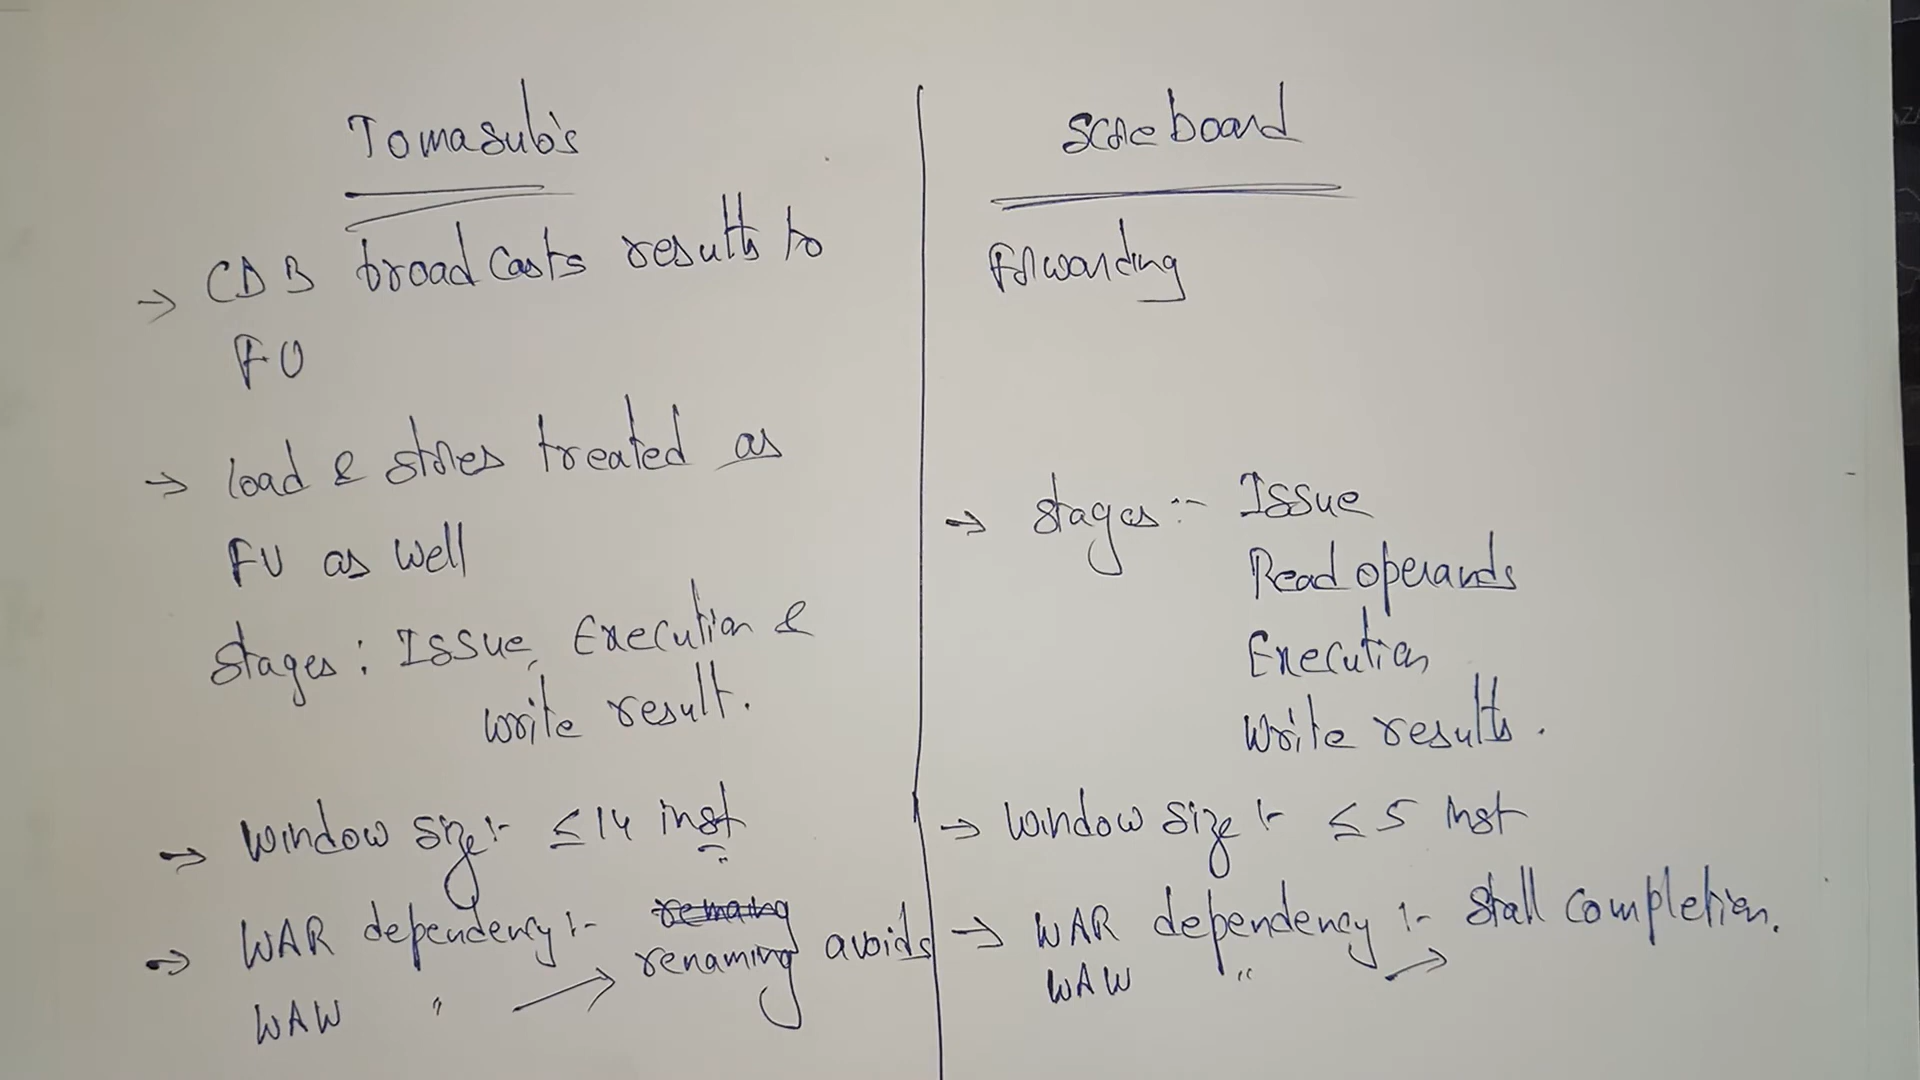 Tomasulo's
CDB broadcasts results to
FU
→ load & stores treated as
FU as well
Stages : Issue, Execution &
write result.
→ window size :- ≤ 14 inst
→ WAR dependency :- renaming avoids
WAW " →
scoreboard
Forwarding
→ stages :- Issue
Read operands
Execution
Write results.
→ window size :- ≤ 5 inst
→ WAR dependency :- stall completion.
WAW " →